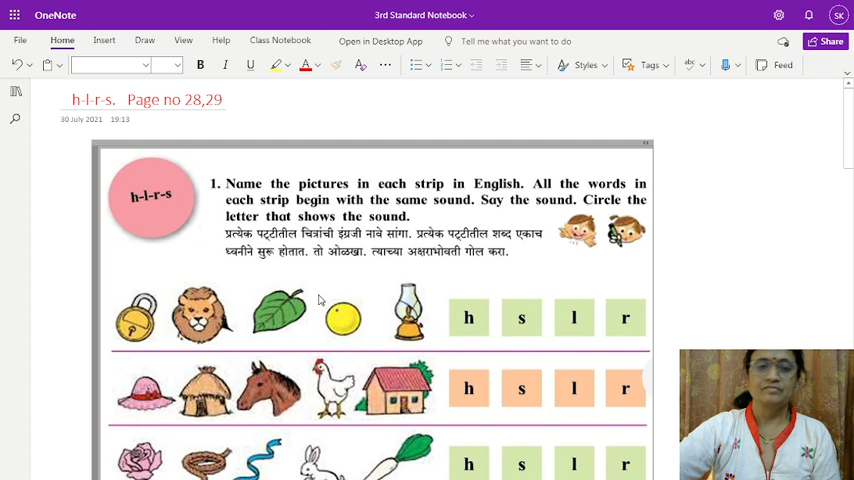 OneNote
3rd Standard Notebook
SK
File Home Insert Draw View Help Class Notebook Open in Desktop App Tell me what you want to do Share
B I U A Styles Tags abc Feed
h-l-r-s. Page no 28,29
30 July 2021 19:13
h-l-r-s
1. Name the pictures in each strip in English. All the words in
each strip begin with the same sound. Say the sound. Circle the
letter that shows the sound.
प्रत्येक पट्टीतील चित्रांची इंग्रजी नावे सांगा. प्रत्येक पट्टीतील शब्द एकाच
ध्वनीने सुरू होतात. तो ओळखा. त्याच्या अक्षराभोवती गोल करा.
h s l r
h s l r
h s l r